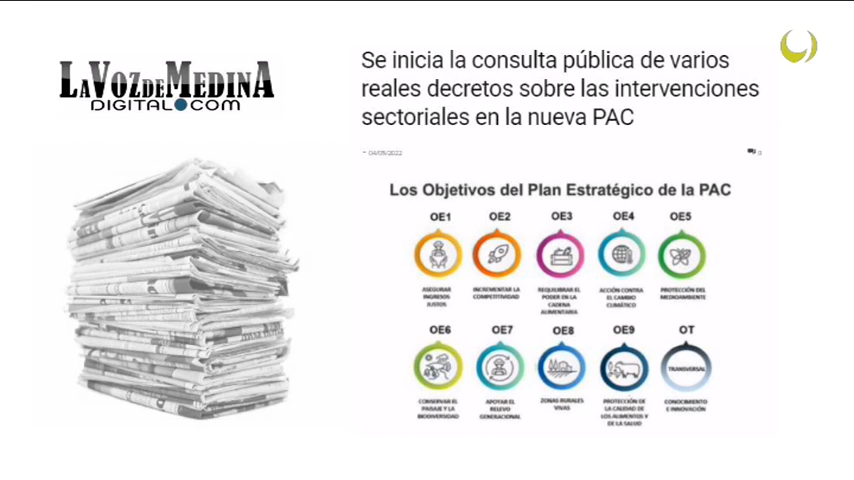 LAVOZDEMEDINA
DIGITAL.COM
Se inicia la consulta pública de varios
reales decretos sobre las intervenciones
sectoriales en la nueva PAC
04/05/2022
0
Los Objetivos del Plan Estratégico de la PAC
OE1 OE2 OE3 OE4 OE5
ASEGURAR
INGRESOS
JUSTOS
INCREMENTAR LA
COMPETITIVIDAD
REQUILIBRAR EL
PODER EN LA
CADENA
ALIMENTARIA
ACCIÓN CONTRA
EL CAMBIO
CLIMÁTICO
PROTECCIÓN DEL
MEDIOAMBIENTE
OE6 OE7 OE8 OE9 OT
TRANSVERSAL
CONSERVAR EL
PAISAJE Y LA
BIODIVERSIDAD
APOYAR EL
RELEVO
GENERACIONAL
ZONAS RURALES
VIVAS
PROTECCIÓN DE
LA CALIDAD DE
LOS ALIMENTOS Y
DE LA SALUD
CONOCIMIENTO
E INNOVACIÓN